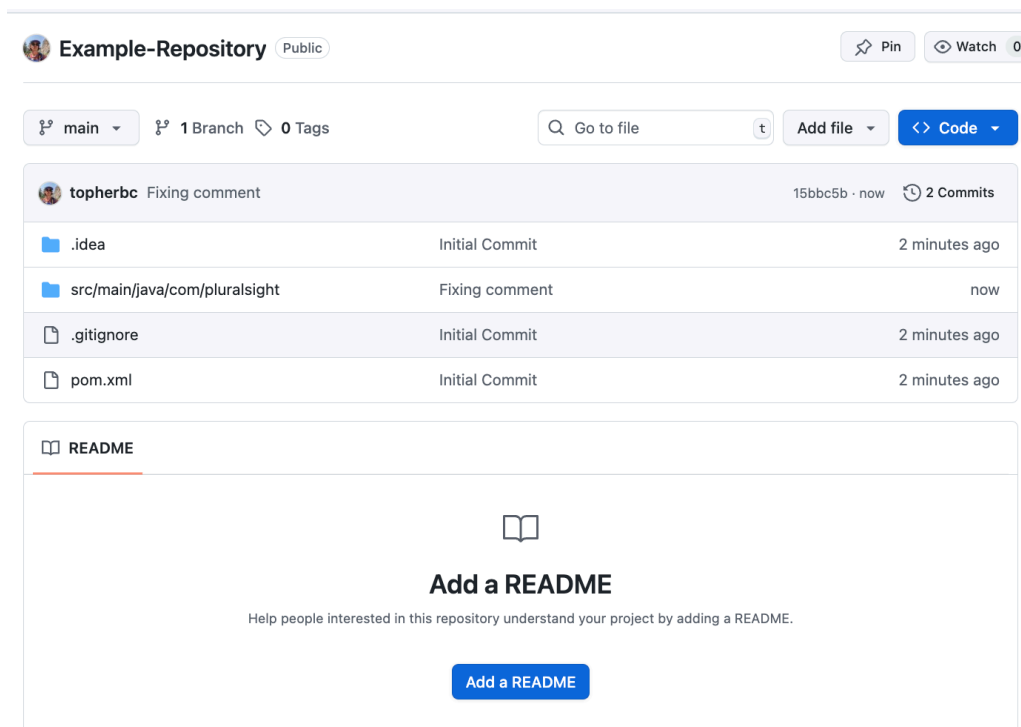 Example-Repository Public Pin Watch 0
main 1 Branch 0 Tags Go to file t Add file Code
topherbc Fixing comment 15bbc5b · now 2 Commits
.idea Initial Commit 2 minutes ago
src/main/java/com/pluralsight Fixing comment now
.gitignore Initial Commit 2 minutes ago
pom.xml Initial Commit 2 minutes ago
README
Add a README
Help people interested in this repository understand your project by adding a README.
Add a README